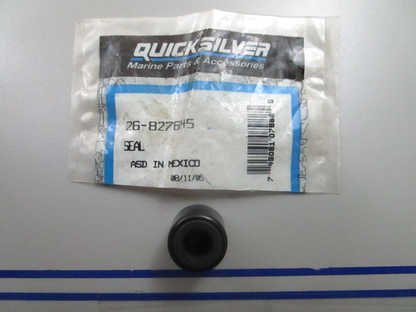 QUICKSILVER
Marine Parts & Accessories
26-827645
SEAL
ASD IN MEXICO
08/11/05